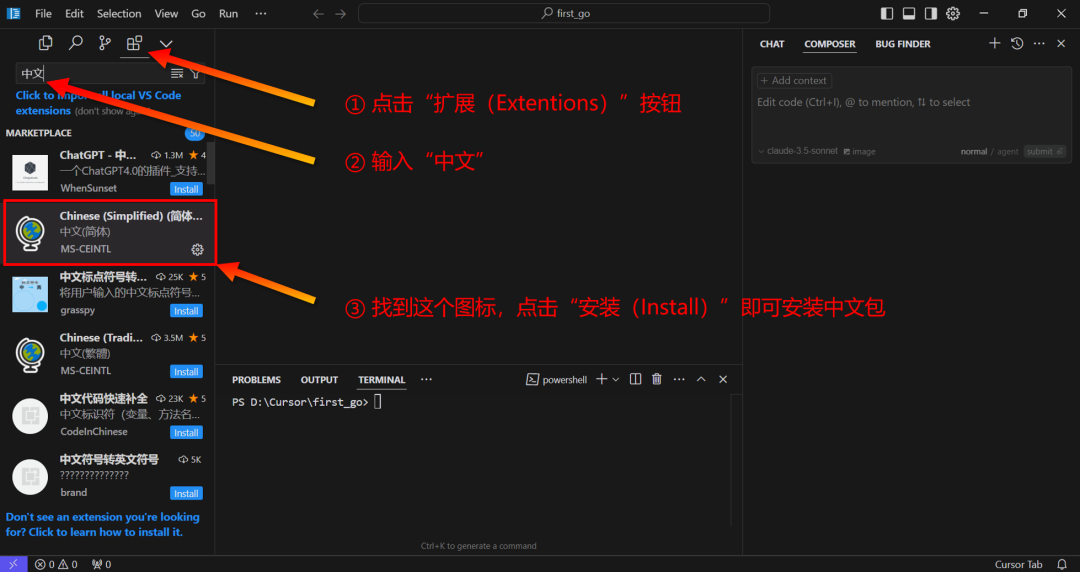 File Edit Selection View Go Run ···
first_go
中文
Click to import all local VS Code
extensions (don't show again)
MARKETPLACE 50
ChatGPT - 中... 1.3M 4
一个ChatGPT4.0的插件_支持...
WhenSunset Install
Chinese (Simplified) (简体...
中文(简体)
MS-CEINTL
中文标点符号转... 25K 5
将用户输入的中文标点符号...
grasspy Install
Chinese (Tradi... 3.5M 5
中文(繁體)
MS-CEINTL Install
中文代码快速补全 23K 5
中文标识符（变量、方法名...
CodeInChinese Install
中文符号转英文符号 5K
??????????????
brand Install
Don't see an extension you're looking
for? Click to learn how to install it.
① 点击“扩展（Extentions）”按钮
② 输入“中文”
③ 找到这个图标，点击“安装（Install）”即可安装中文包
PROBLEMS OUTPUT TERMINAL ··· powershell
PS D:\Cursor\first_go>
Ctrl+K to generate a command
CHAT COMPOSER BUG FINDER
+ Add context
Edit code (Ctrl+I), @ to mention, ⇅ to select
claude-3.5-sonnet image normal / agent submit
0 0 0
Cursor Tab